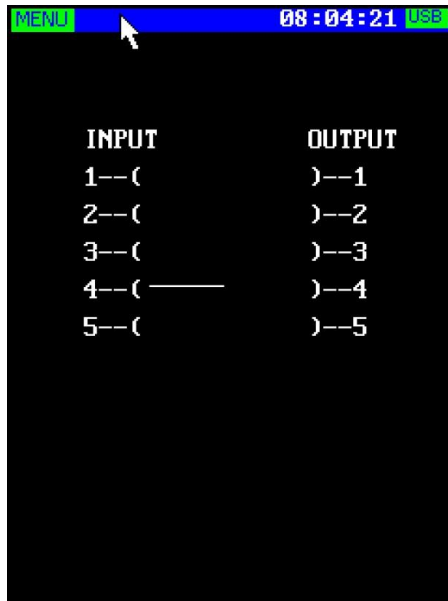 MENU 08:04:21 USB
INPUT OUTPUT
1--( )--1
2--( )--2
3--( )--3
4--( )--4
5--( )--5